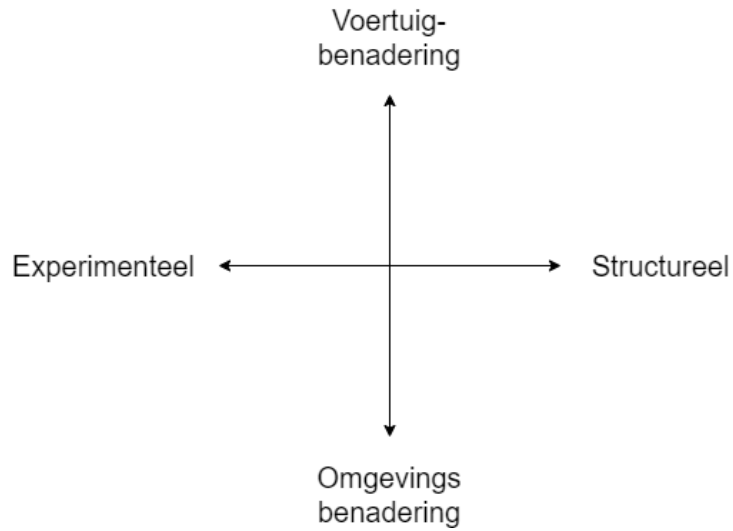 Voertuig-
benadering
Experimenteel
Structureel
Omgevings
benadering